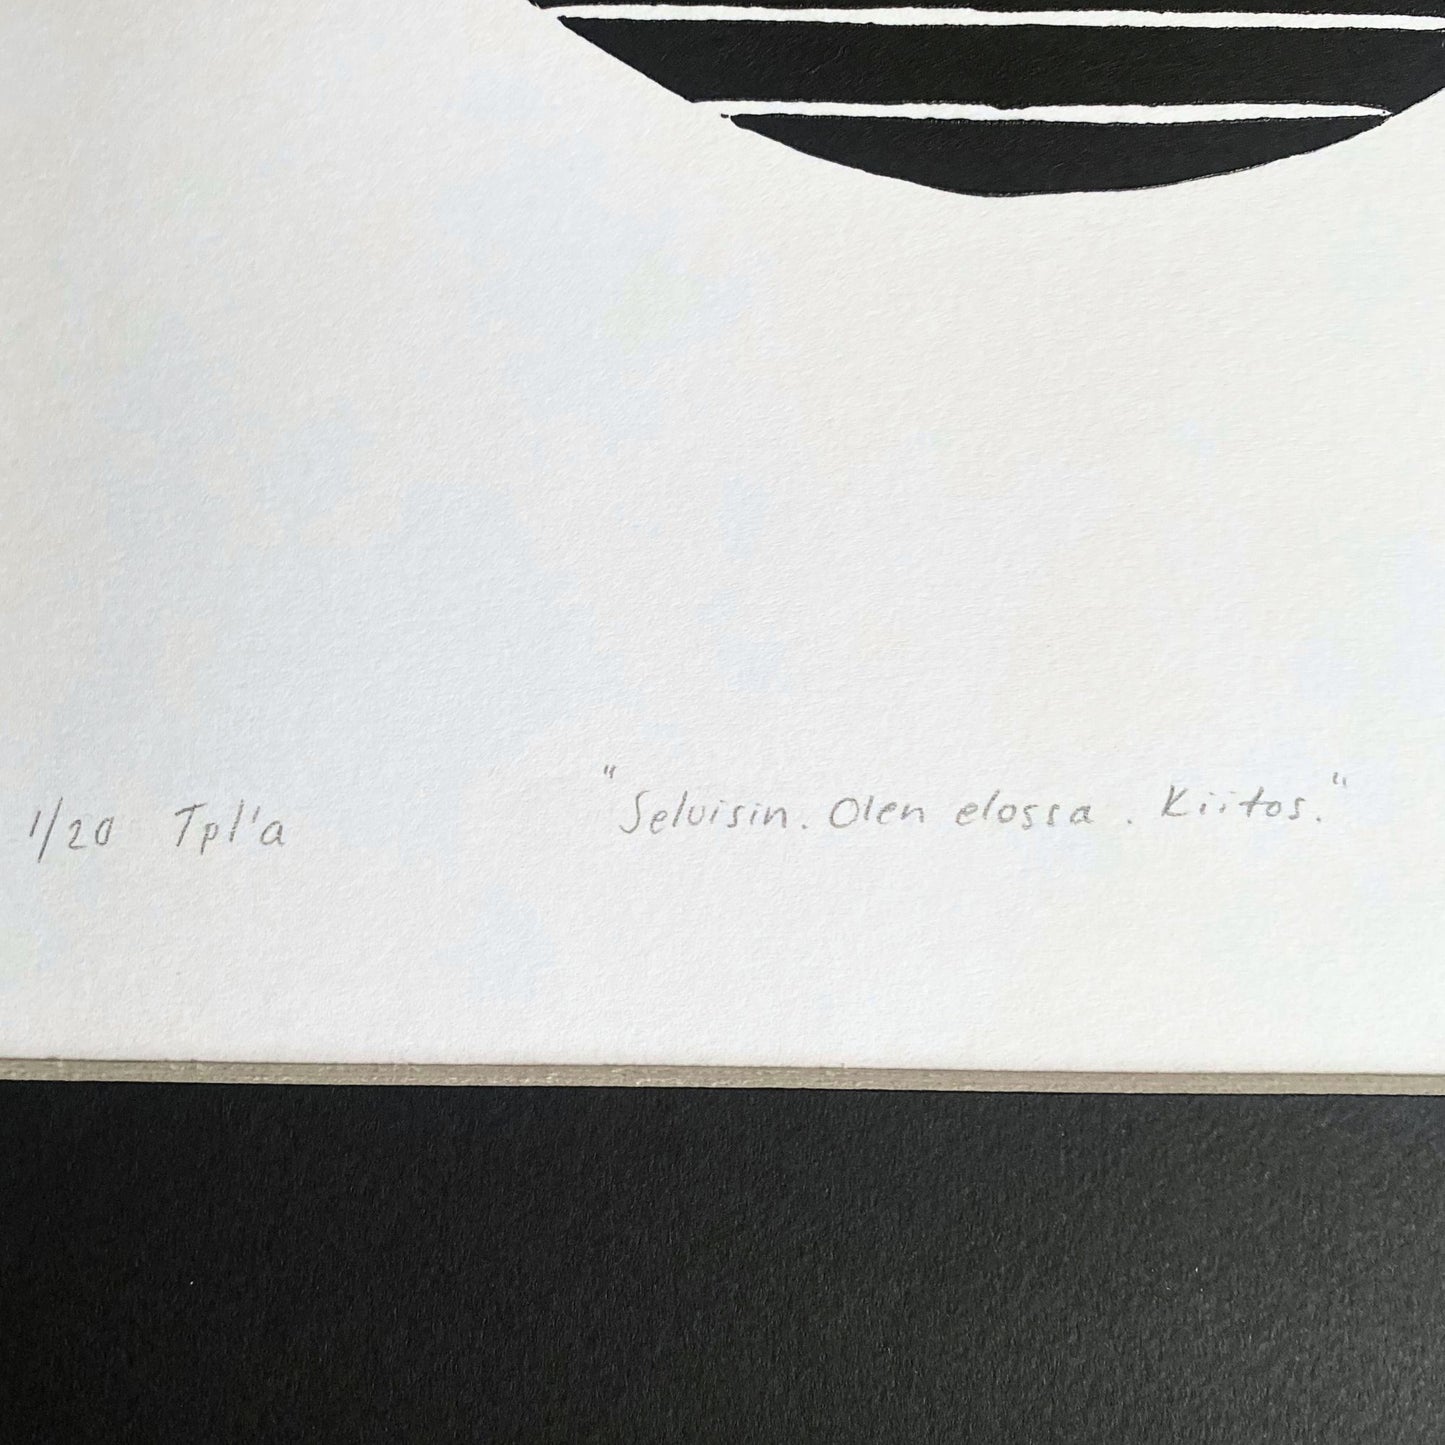 1/20 Tpl'a "Selvisin. Olen elossa. Kiitos."